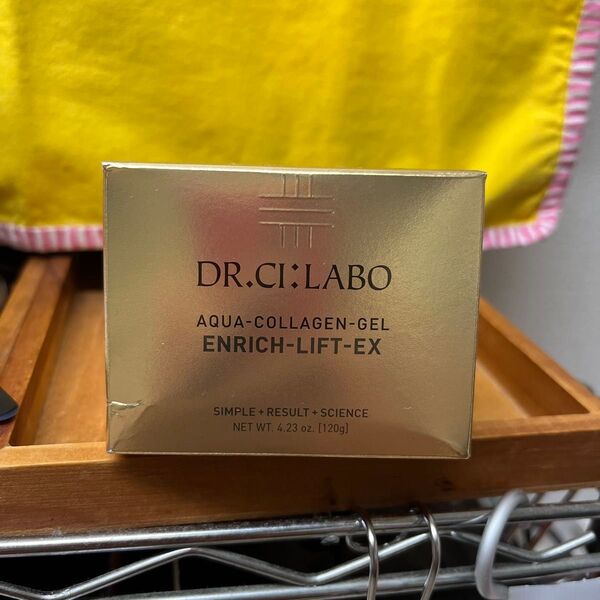 DR.CI:LABO
AQUA-COLLAGEN-GEL
ENRICH-LIFT-EX
SIMPLE+RESULT+SCIENCE
NET WT. 4.23 oz. [120g]